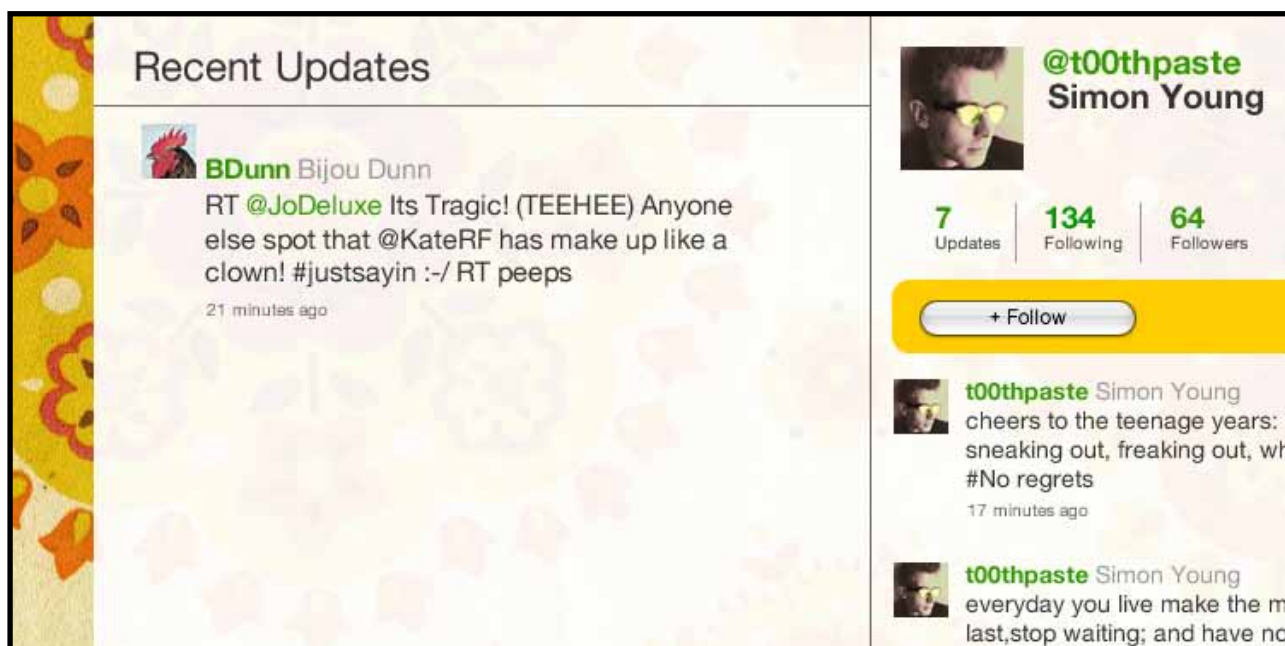 Recent Updates
BDunn Bijou Dunn
RT @JoDeluxe Its Tragic! (TEEHEE) Anyone
else spot that @KateRF has make up like a
clown! #justsayin :-/ RT peeps
21 minutes ago
@t00thpaste
Simon Young
7
Updates
134
Following
64
Followers
+ Follow
t00thpaste Simon Young
cheers to the teenage years:
sneaking out, freaking out,
#No regrets
17 minutes ago
t00thpaste Simon Young
everyday you live make the
last,stop waiting; and have